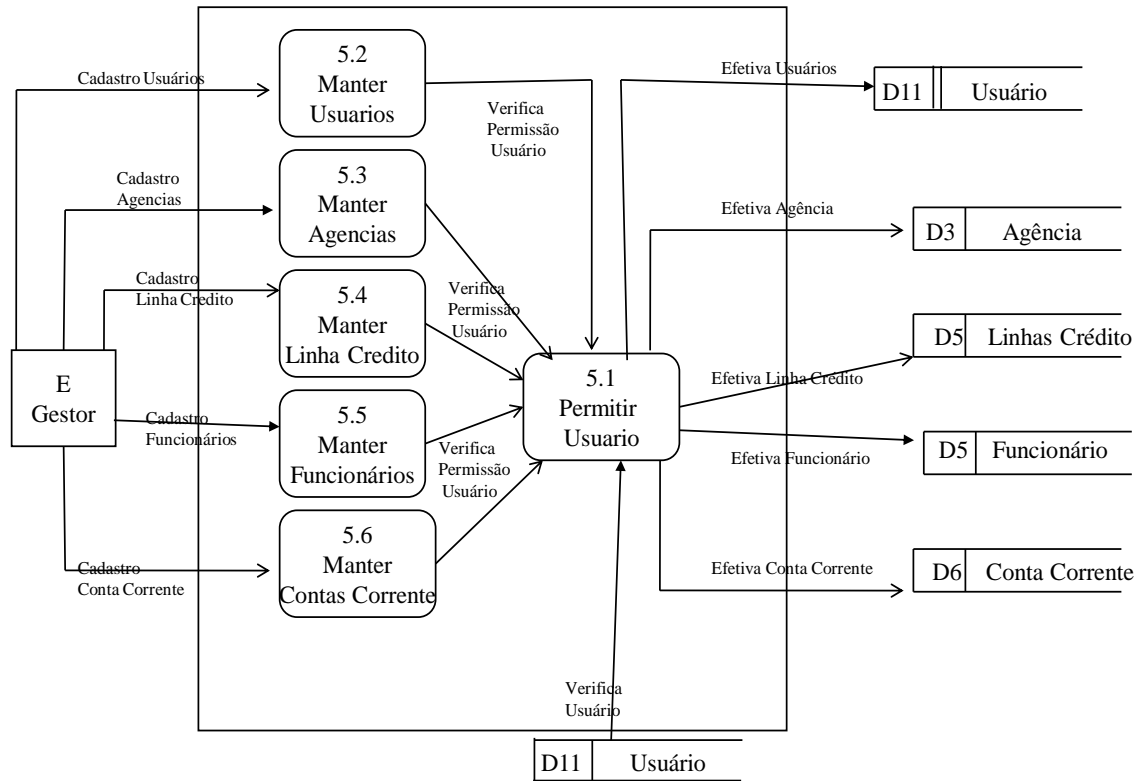 5.2
Manter
Usuarios
Cadastro Usuários
Efetiva Usuários
D11 Usuário
Verifica
Permissão
Usuário
5.3
Manter
Agencias
Cadastro
Agencias
Efetiva Agência
D3 Agência
5.4
Manter
Linha Credito
Cadastro
Linha Credito
Verifica
Permissão
Usuário
D5 Linhas Crédito
E
Gestor
5.1
Permitir
Usuario
Efetiva Linha Crédito
5.5
Manter
Funcionários
Cadastro
Funcionários
Verifica
Permissão
Usuário
Efetiva Funcionário
D5 Funcionário
5.6
Manter
Contas Corrente
Cadastro
Conta Corrente
Efetiva Conta Corrente
D6 Conta Corrente
Verifica
Usuário
D11 Usuário